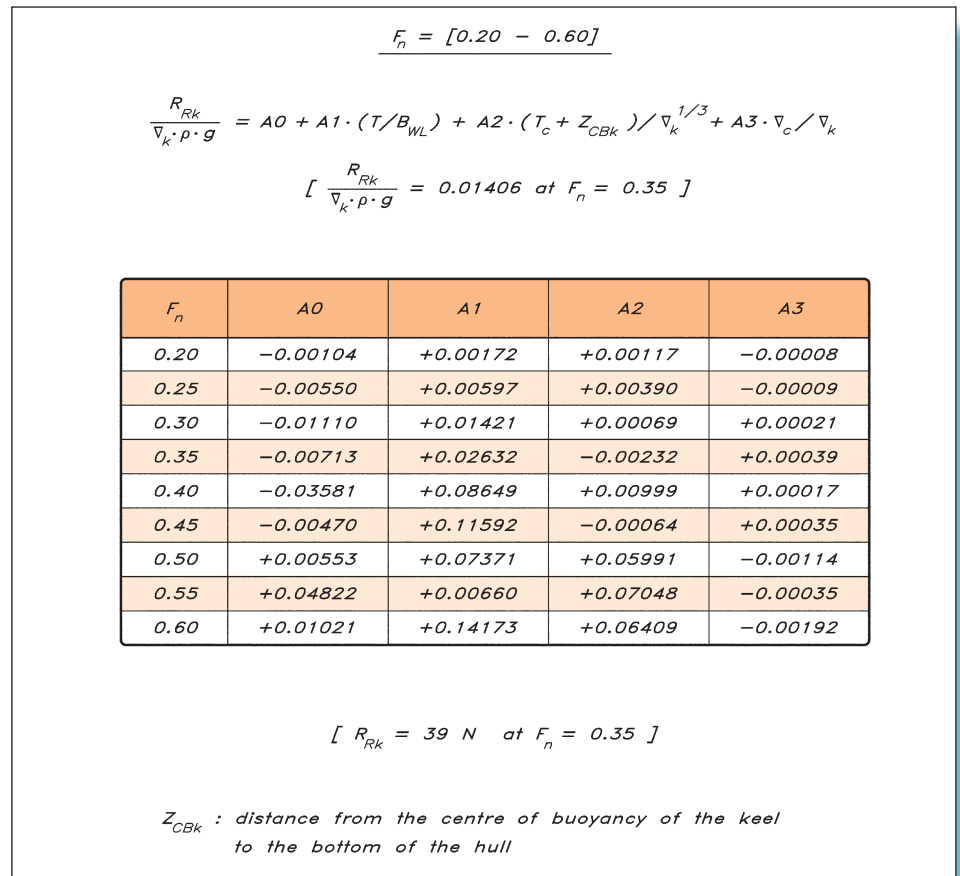 Fn = [0.20 − 0.60]
RRk / ∇k·ρ·g = A0 + A1·(T/BWL) + A2·(Tc + ZCBk)/∇k^1/3 + A3·∇c/∇k
[ RRk / ∇k·ρ·g = 0.01406 at Fn = 0.35 ]
Fn A0 A1 A2 A3
0.20 −0.00104 +0.00172 +0.00117 −0.00008
0.25 −0.00550 +0.00597 +0.00390 −0.00009
0.30 −0.01110 +0.01421 +0.00069 +0.00021
0.35 −0.00713 +0.02632 −0.00232 +0.00039
0.40 −0.03581 +0.08649 +0.00999 +0.00017
0.45 −0.00470 +0.11592 −0.00064 +0.00035
0.50 +0.00553 +0.07371 +0.05991 −0.00114
0.55 +0.04822 +0.00660 +0.07048 −0.00035
0.60 +0.01021 +0.14173 +0.06409 −0.00192
[ RRk = 39 N at Fn = 0.35 ]
ZCBk : distance from the centre of buoyancy of the keel
to the bottom of the hull